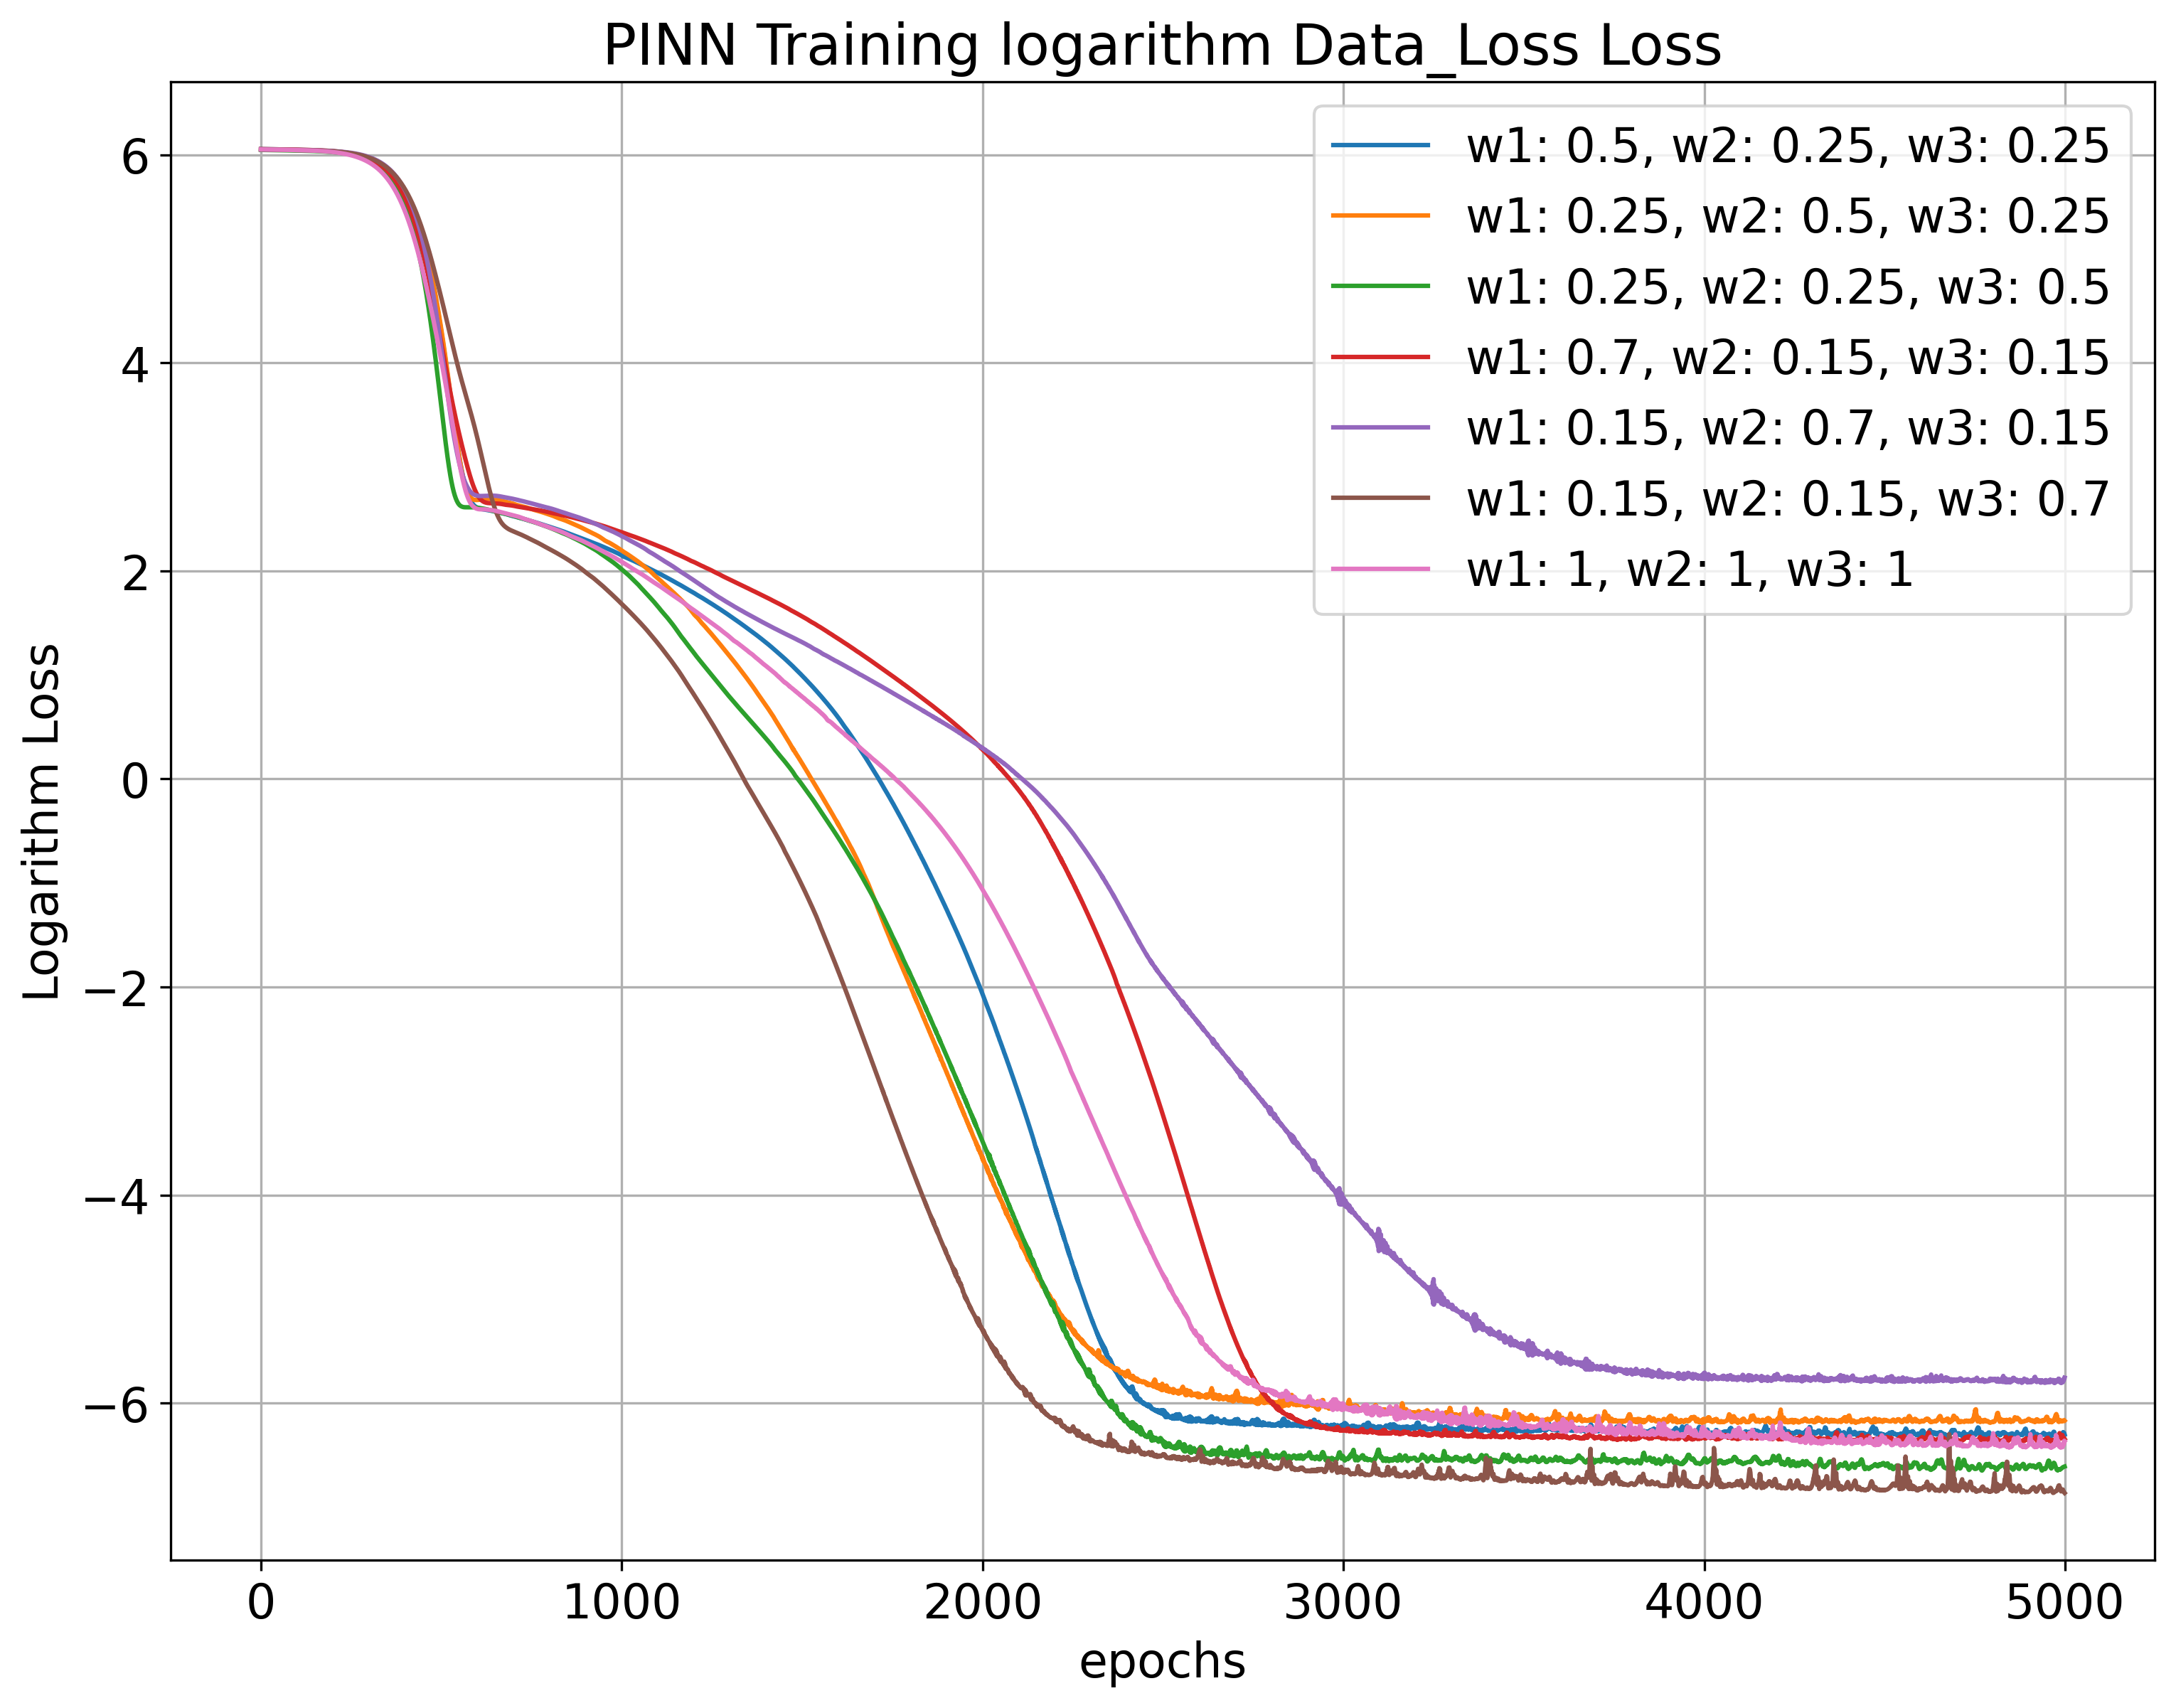 PINN Training logarithm Data_Loss Loss
w1: 0.5, w2: 0.25, w3: 0.25
w1: 0.25, w2: 0.5, w3: 0.25
w1: 0.25, w2: 0.25, w3: 0.5
w1: 0.7, w2: 0.15, w3: 0.15
w1: 0.15, w2: 0.7, w3: 0.15
w1: 0.15, w2: 0.15, w3: 0.7
w1: 1, w2: 1, w3: 1
Logarithm Loss
6
4
2
0
−2
−4
−6
0 1000 2000 3000 4000 5000
epochs